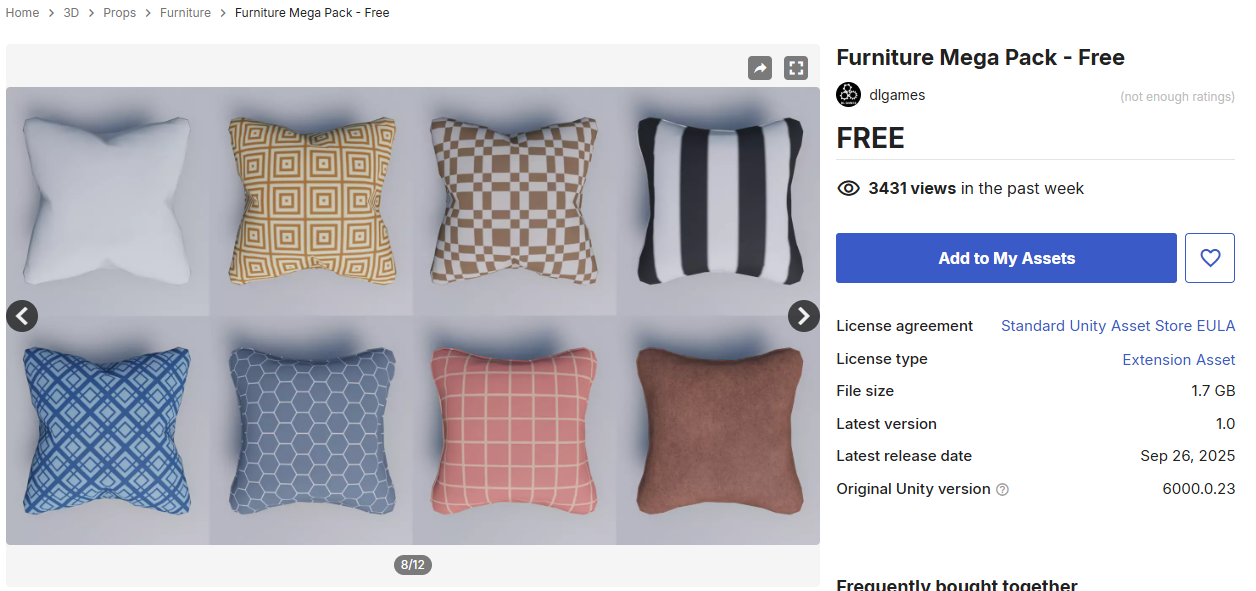 Home > 3D > Props > Furniture > Furniture Mega Pack - Free
Furniture Mega Pack - Free
dlgames
(not enough ratings)
FREE
3431 views in the past week
Add to My Assets
License agreement Standard Unity Asset Store EULA
License type Extension Asset
File size 1.7 GB
Latest version 1.0
Latest release date Sep 26, 2025
Original Unity version ? 6000.0.23
8/12
Frequently bought together